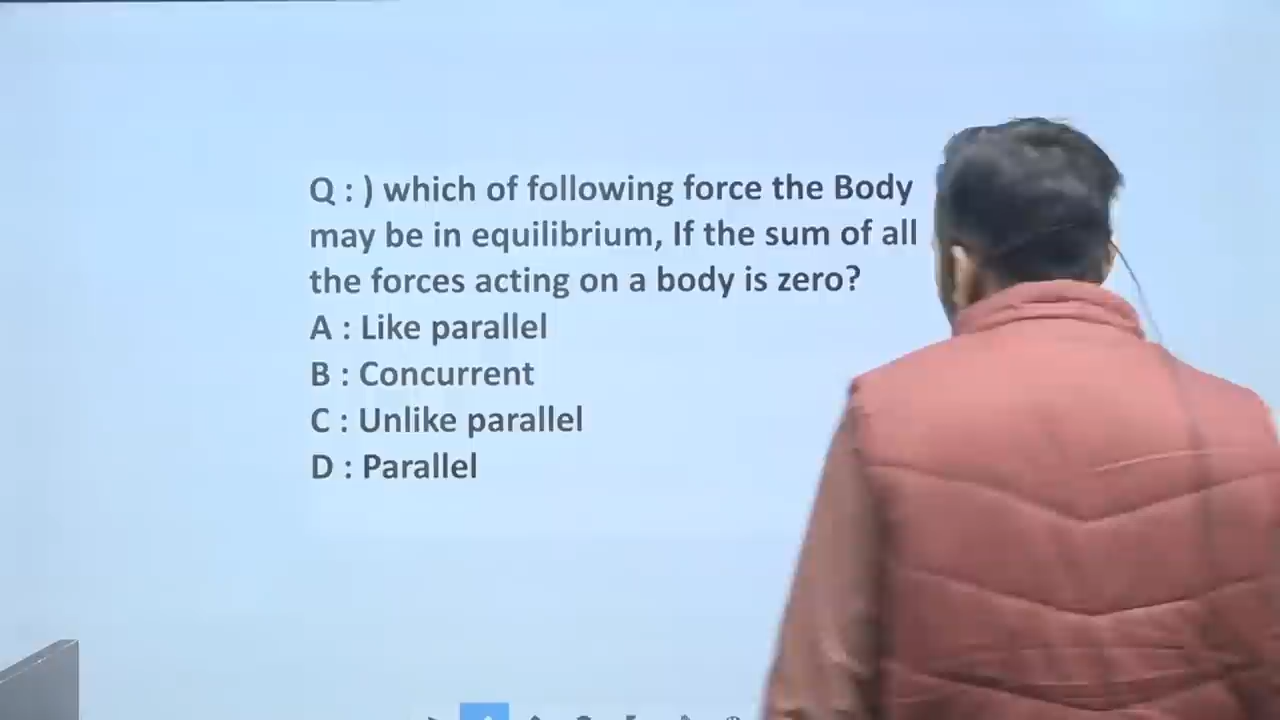 Q : ) which of following force the Body
may be in equilibrium, If the sum of all
the forces acting on a body is zero?
A : Like parallel
B : Concurrent
C : Unlike parallel
D : Parallel